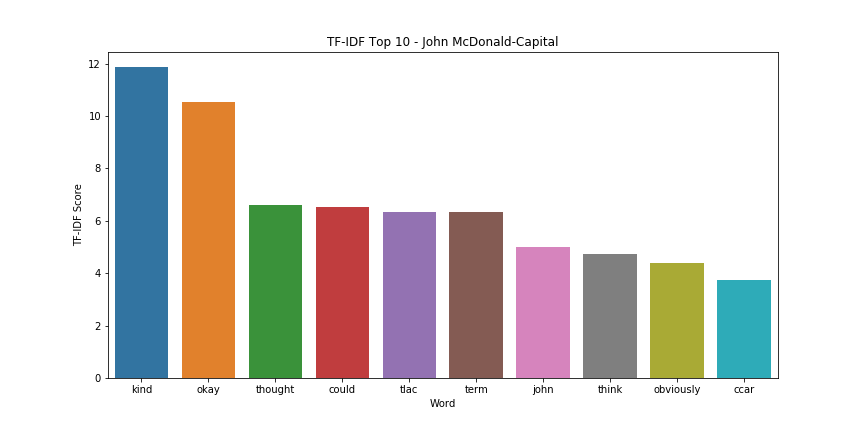 TF-IDF Top 10 - John McDonald-Capital
TF-IDF Score
12
10
8
6
4
2
0
kind okay thought could tlac term john think obviously ccar
Word